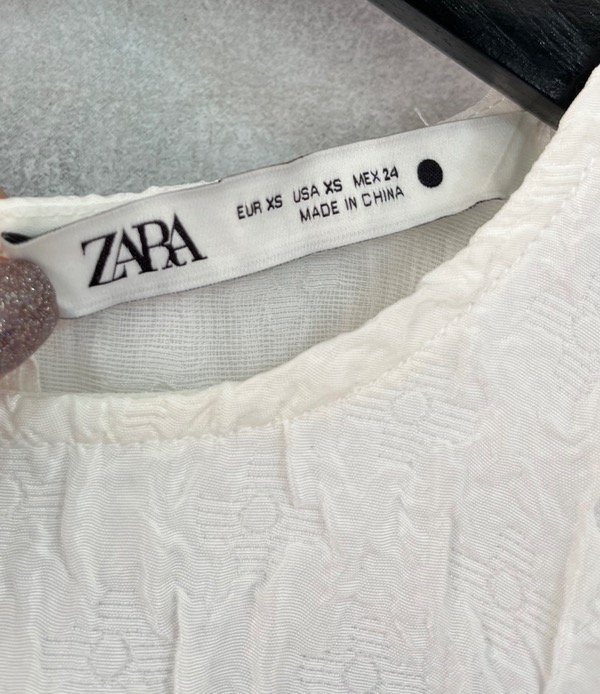 ZARA
EUR XS USA XS MEX 24
MADE IN CHINA